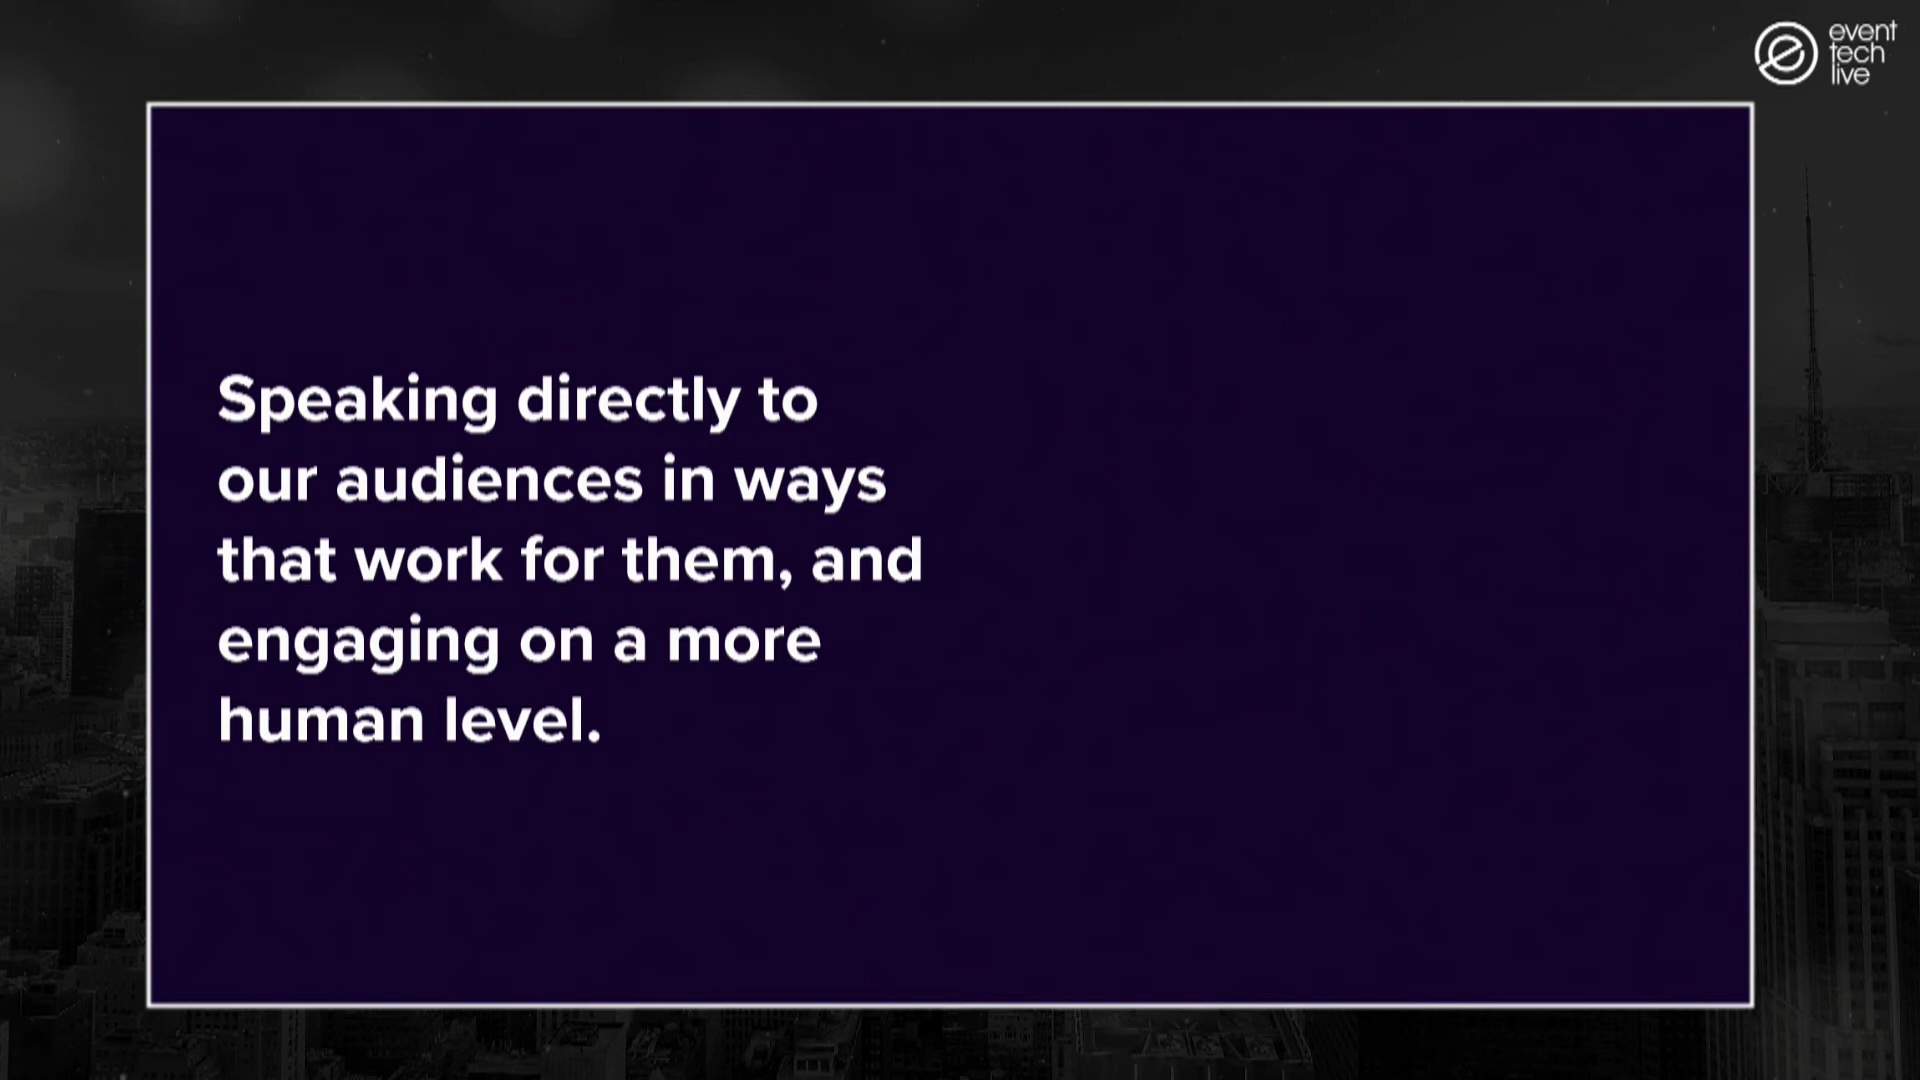 event
tech
live
Speaking directly to
our audiences in ways
that work for them, and
engaging on a more
human level.